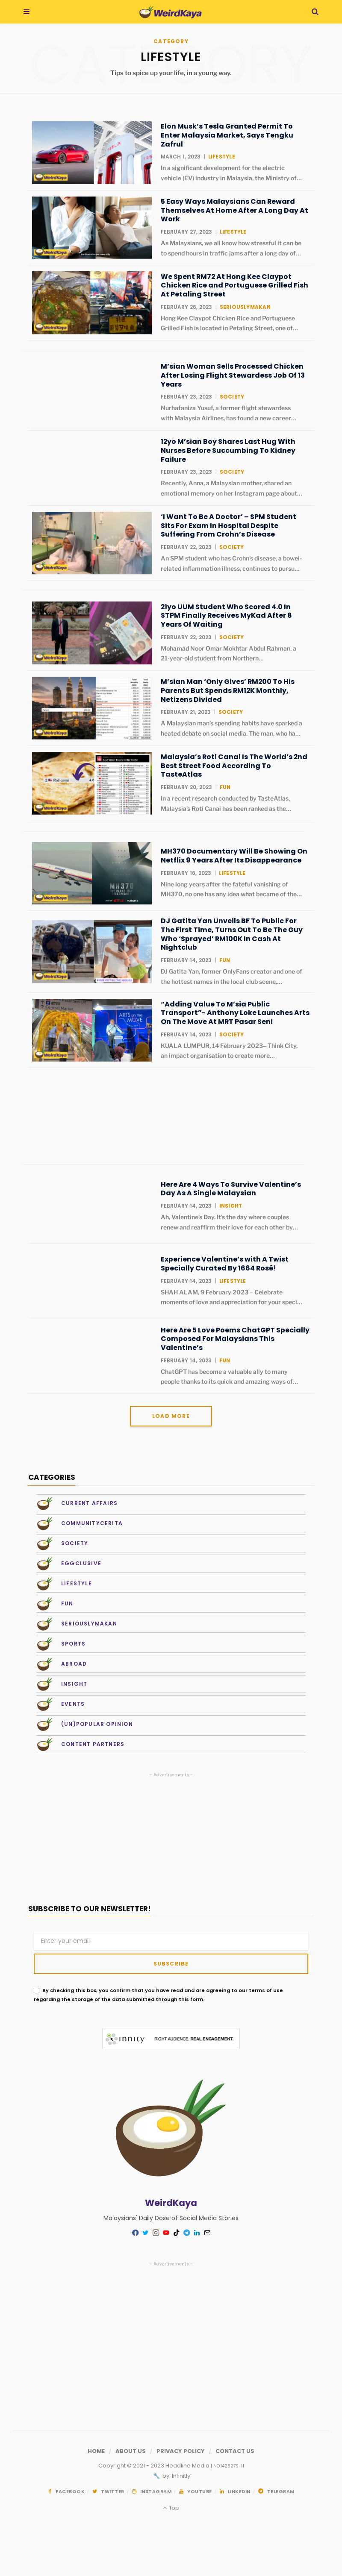 WeirdKaya
CATEGORY
CATEGORY
LIFESTYLE
Tips to spice up your life, in a young way.
Elon Musk’s Tesla Granted Permit To
Enter Malaysia Market, Says Tengku
Zafrul
MARCH 1, 2023 | LIFESTYLE
In a significant development for the electric
vehicle (EV) industry in Malaysia, the Ministry of...
WeirdKaya
5 Easy Ways Malaysians Can Reward
Themselves At Home After A Long Day At
Work
FEBRUARY 27, 2023 | LIFESTYLE
As Malaysians, we all know how stressful it can be
to spend hours in traffic jams after a long day of...
WeirdKaya
We Spent RM72 At Hong Kee Claypot
Chicken Rice and Portuguese Grilled Fish
At Petaling Street
FEBRUARY 26, 2023 | SERIOUSLYMAKAN
Hong Kee Claypot Chicken Rice and Portuguese
Grilled Fish is located in Petaling Street, one of...
WeirdKaya
M’sian Woman Sells Processed Chicken
After Losing Flight Stewardess Job Of 13
Years
FEBRUARY 23, 2023 | SOCIETY
Nurhafaniza Yusuf, a former flight stewardess
with Malaysia Airlines, has found a new career...
12yo M’sian Boy Shares Last Hug With
Nurses Before Succumbing To Kidney
Failure
FEBRUARY 23, 2023 | SOCIETY
Recently, Anna, a Malaysian mother, shared an
emotional memory on her Instagram page about...
‘I Want To Be A Doctor’ – SPM Student
Sits For Exam In Hospital Despite
Suffering From Crohn’s Disease
FEBRUARY 22, 2023 | SOCIETY
An SPM student who has Crohn’s disease, a bowel-
related inflammation illness, continues to pursu...
WeirdKaya
21yo UUM Student Who Scored 4.0 In
STPM Finally Receives MyKad After 8
Years Of Waiting
FEBRUARY 22, 2023 | SOCIETY
Mohamad Noor Omar Mokhtar Abdul Rahman, a
21-year-old student from Northern...
WeirdKaya
M’sian Man ‘Only Gives’ RM200 To His
Parents But Spends RM12K Monthly,
Netizens Divided
FEBRUARY 21, 2023 | SOCIETY
A Malaysian man’s spending habits have sparked a
heated debate on social media. The man, who ha...
WeirdKaya
Malaysia’s Roti Canai Is The World’s 2nd
Best Street Food According To
TasteAtlas
FEBRUARY 20, 2023 | FUN
In a recent research conducted by TasteAtlas,
Malaysia’s Roti Canai has been ranked as the...
WeirdKaya
MH370 Documentary Will Be Showing On
Netflix 9 Years After Its Disappearance
FEBRUARY 16, 2023 | LIFESTYLE
Nine long years after the fateful vanishing of
MH370, no one has any idea what became of the...
MH370
WeirdKaya
DJ Gatita Yan Unveils BF To Public For
The First Time, Turns Out To Be The Guy
Who ‘Sprayed’ RM100K In Cash At
Nightclub
FEBRUARY 14, 2023 | FUN
DJ Gatita Yan, former OnlyFans creator and one of
the hottest names in the local club scene,...
WeirdKaya
“Adding Value To M’sia Public
Transport”- Anthony Loke Launches Arts
On The Move At MRT Pasar Seni
FEBRUARY 14, 2023 | SOCIETY
KUALA LUMPUR, 14 February 2023– Think City,
an impact organisation to create more...
WeirdKaya
Here Are 4 Ways To Survive Valentine’s
Day As A Single Malaysian
FEBRUARY 14, 2023 | INSIGHT
Ah, Valentine’s Day. It’s the day where couples
renew and reaffirm their love for each other by...
Experience Valentine’s with A Twist
Specially Curated By 1664 Rosé!
FEBRUARY 14, 2023 | LIFESTYLE
SHAH ALAM, 9 February 2023 – Celebrate
moments of love and appreciation for your speci...
Here Are 5 Love Poems ChatGPT Specially
Composed For Malaysians This
Valentine’s
FEBRUARY 14, 2023 | FUN
ChatGPT has become a valuable ally to many
people thanks to its quick and amazing ways of...
LOAD MORE
CATEGORIES
CURRENT AFFAIRS
COMMUNITYCERITA
SOCIETY
EGGCLUSIVE
LIFESTYLE
FUN
SERIOUSLYMAKAN
SPORTS
ABROAD
INSIGHT
EVENTS
(UN)POPULAR OPINION
CONTENT PARTNERS
- Advertisements -
SUBSCRIBE TO OUR NEWSLETTER!
Enter your email
SUBSCRIBE
By checking this box, you confirm that you have read and are agreeing to our terms of use
regarding the storage of the data submitted through this form.
innity RIGHT AUDIENCE. REAL ENGAGEMENT.
WeirdKaya
Malaysians' Daily Dose of Social Media Stories
- Advertisements -
HOME / ABOUT US / PRIVACY POLICY / CONTACT US
by Infinity
FACEBOOK / TWITTER / INSTAGRAM / YOUTUBE / LINKEDIN / TELEGRAM
Top